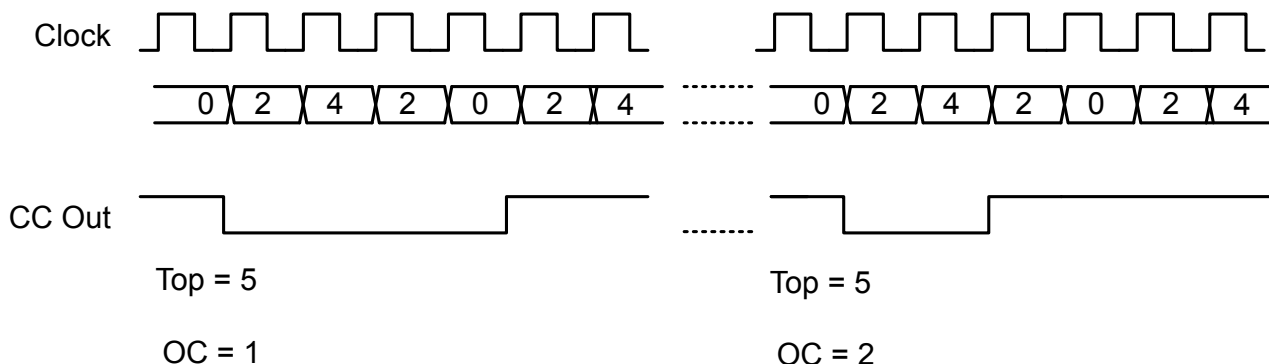 Clock
0 2 4 2 0 2 4 0 2 4 2 0 2 4
CC Out
Top = 5 Top = 5
OC = 1 OC = 2